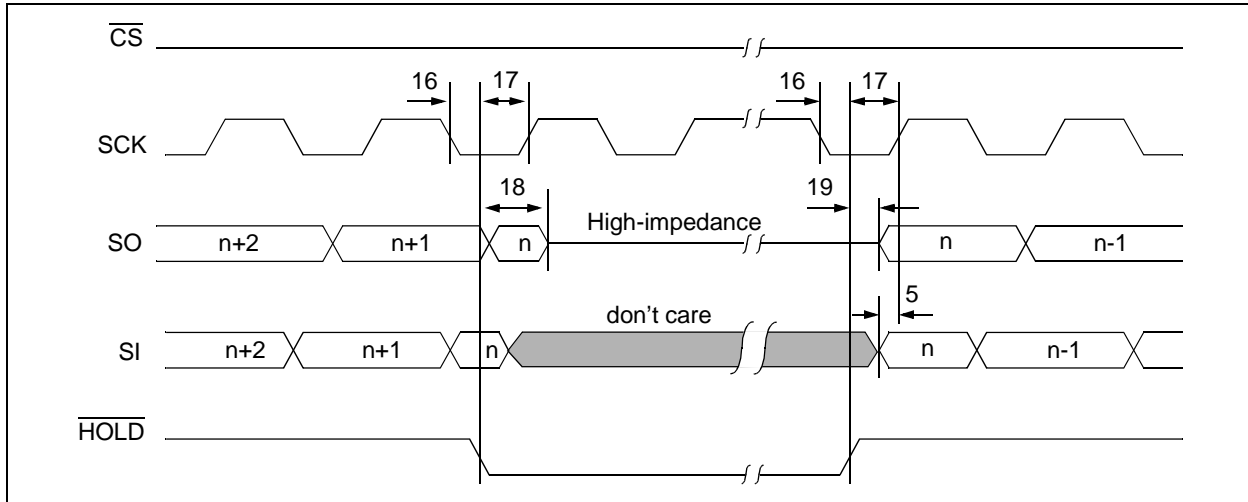 CS
16 17 16 17
SCK
18 19
High-impedance
SO n+2 n+1 n n n-1
5
don't care
SI n+2 n+1 n n n-1
HOLD